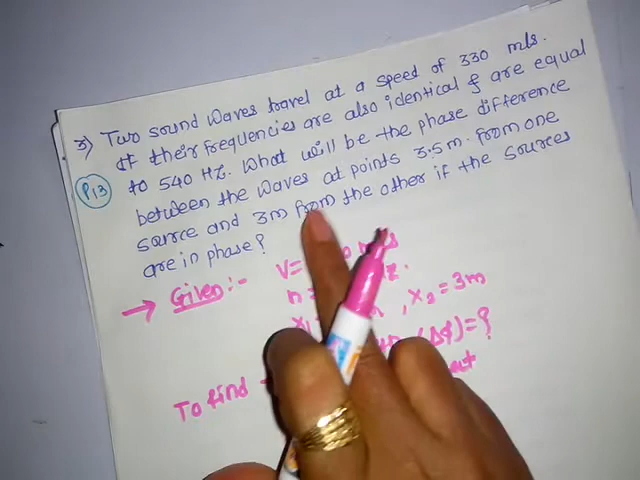 3) Two sound waves travel at a speed of 330 m/s.
If their frequencies are also identical & are equal
P13
to 540 Hz. What will be the phase difference
between the waves at points 3.5m. from one
source and 3m from the other if the sources
are in phase?
→ Given:- V=
n =
, x₂ = 3m
(Δφ)=?
To find